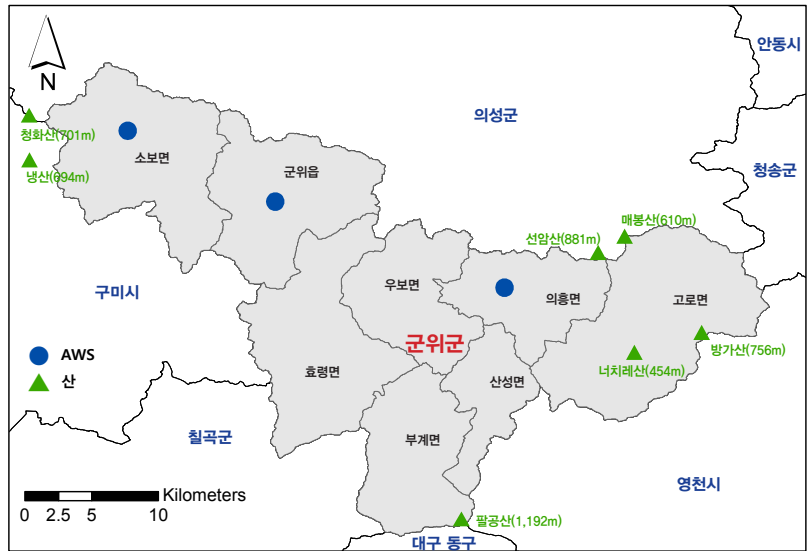 안동시
N
의성군
청화산(701m)
소보면
청송군
냉산(694m)
군위읍
매봉산(610m)
선암산(881m)
우보면
구미시
의흥면
고로면
군위군
방가산(756m)
AWS
너치레산(454m)
산
효령면
산성면
칠곡군
부계면
영천시
Kilometers
0 2.5 5 10
팔공산(1,192m)
대구 동구